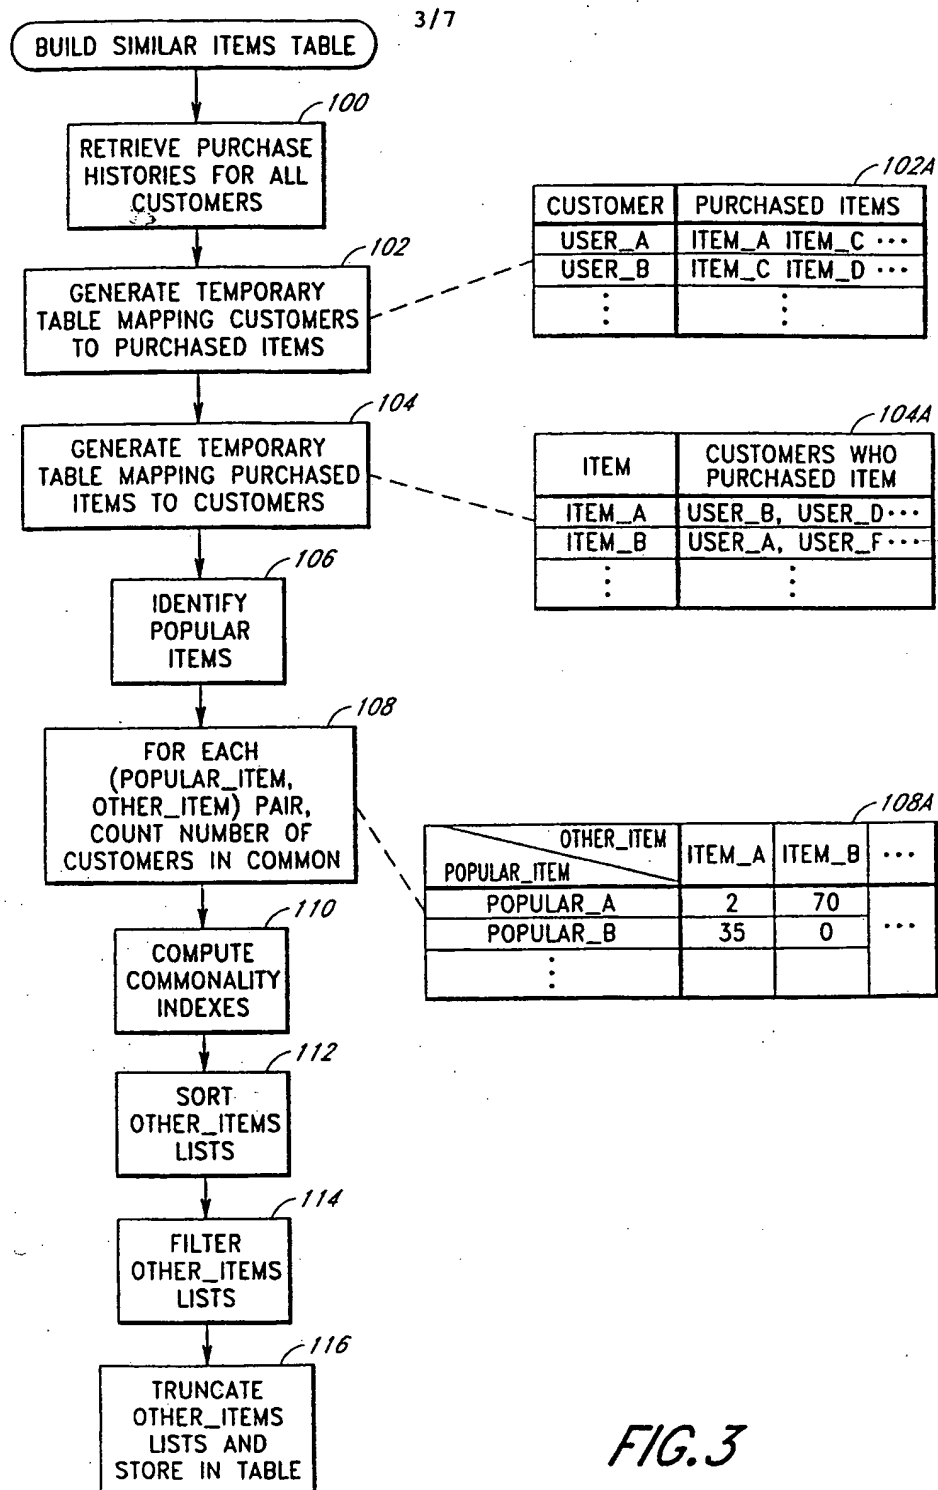 3/7
BUILD SIMILAR ITEMS TABLE
100
RETRIEVE PURCHASE
HISTORIES FOR ALL
CUSTOMERS
102
GENERATE TEMPORARY
TABLE MAPPING CUSTOMERS
TO PURCHASED ITEMS
102A
CUSTOMER PURCHASED ITEMS
USER_A ITEM_A ITEM_C ···
USER_B ITEM_C ITEM_D ···
104
GENERATE TEMPORARY
TABLE MAPPING PURCHASED
ITEMS TO CUSTOMERS
104A
ITEM
CUSTOMERS WHO
PURCHASED ITEM
ITEM_A USER_B, USER_D···
ITEM_B USER_A, USER_F···
106
IDENTIFY
POPULAR
ITEMS
108
FOR EACH
(POPULAR_ITEM,
OTHER_ITEM) PAIR,
COUNT NUMBER OF
CUSTOMERS IN COMMON
108A
OTHER_ITEM
POPULAR_ITEM
ITEM_A ITEM_B ···
POPULAR_A 2 70
POPULAR_B 35 0
···
110
COMPUTE
COMMONALITY
INDEXES
112
SORT
OTHER_ITEMS
LISTS
114
FILTER
OTHER_ITEMS
LISTS
116
TRUNCATE
OTHER_ITEMS
LISTS AND
STORE IN TABLE
FIG.3